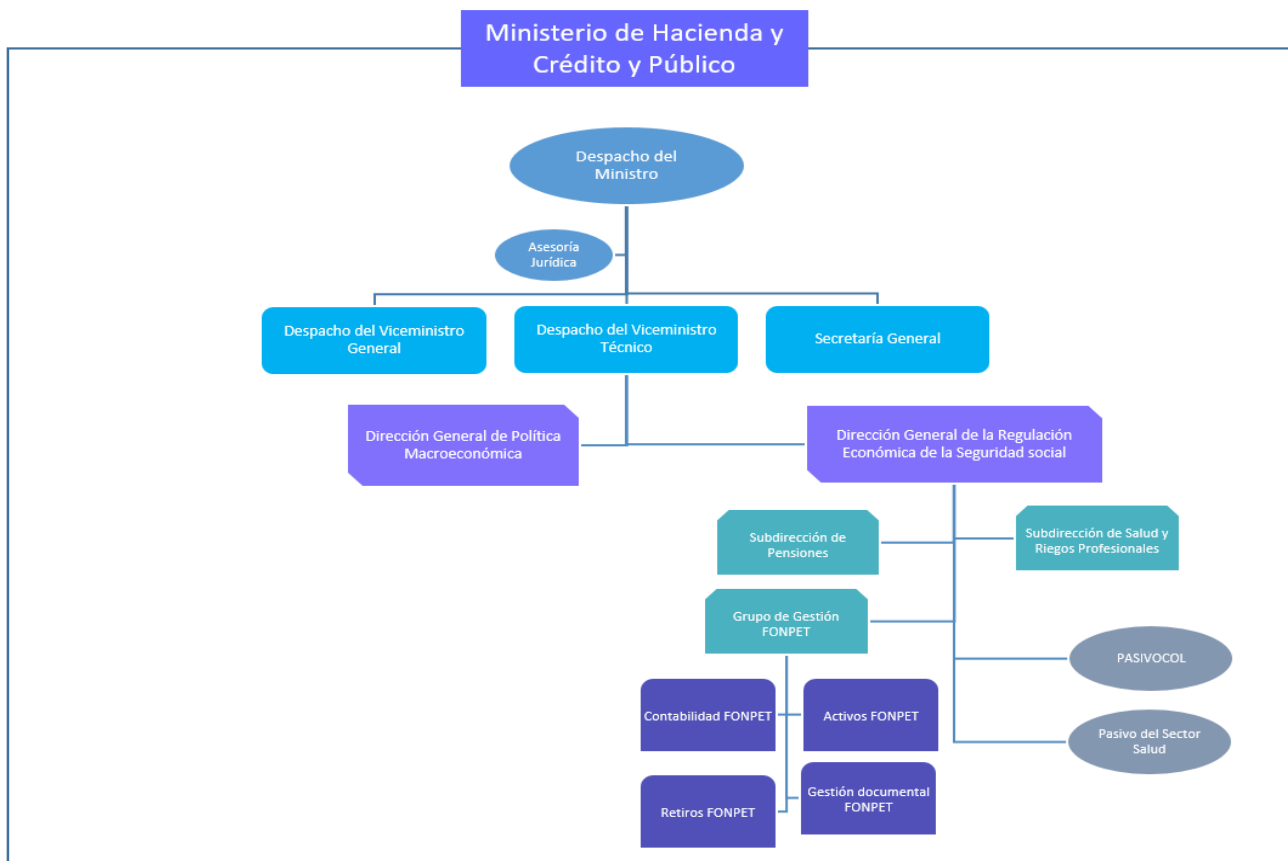 Ministerio de Hacienda y
Crédito y Público
Despacho del
Ministro
Asesoría
Jurídica
Despacho del Viceministro
General
Despacho del Viceministro
Técnico
Secretaría General
Dirección General de Política
Macroeconómica
Dirección General de la Regulación
Económica de la Seguridad social
Subdirección de
Pensiones
Subdirección de Salud y
Riegos Profesionales
Grupo de Gestión
FONPET
PASIVOCOL
Contabilidad FONPET
Activos FONPET
Pasivo del Sector
Salud
Retiros FONPET
Gestión documental
FONPET